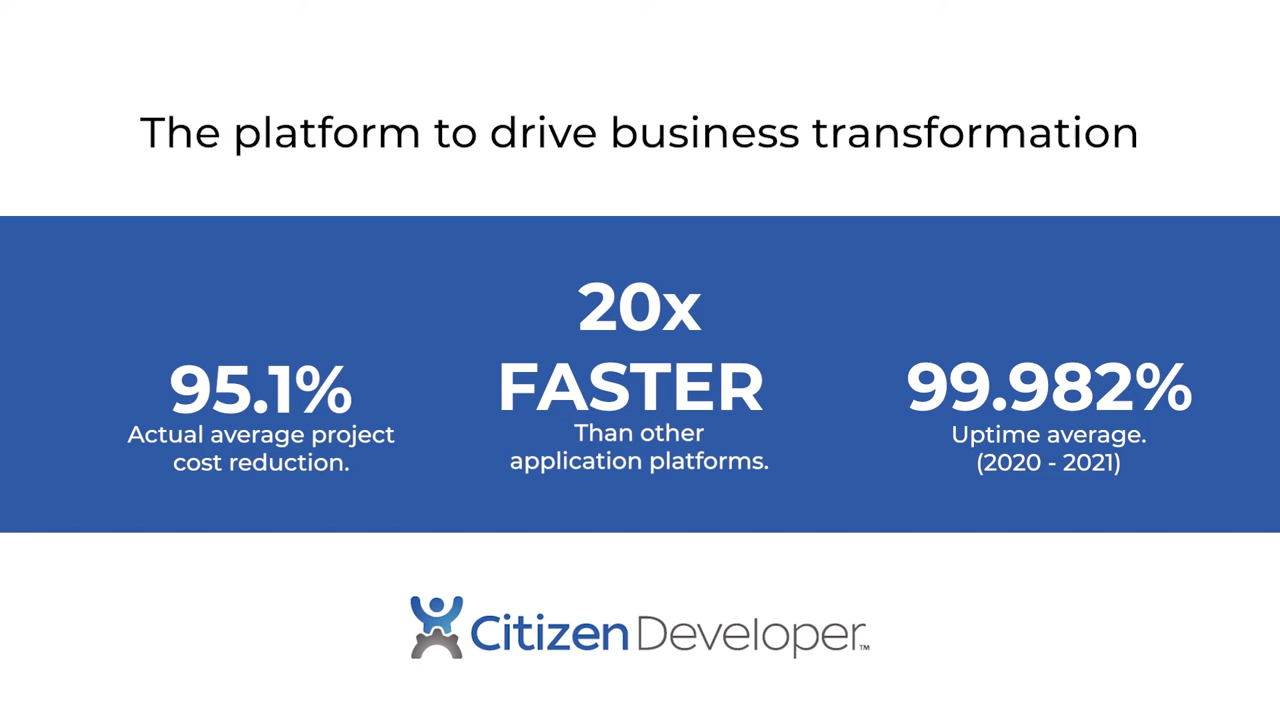 The platform to drive business transformation
95.1%
Actual average project
cost reduction.
20x
FASTER
Than other
application platforms.
99.982%
Uptime average.
(2020 - 2021)
Citizen Developer™